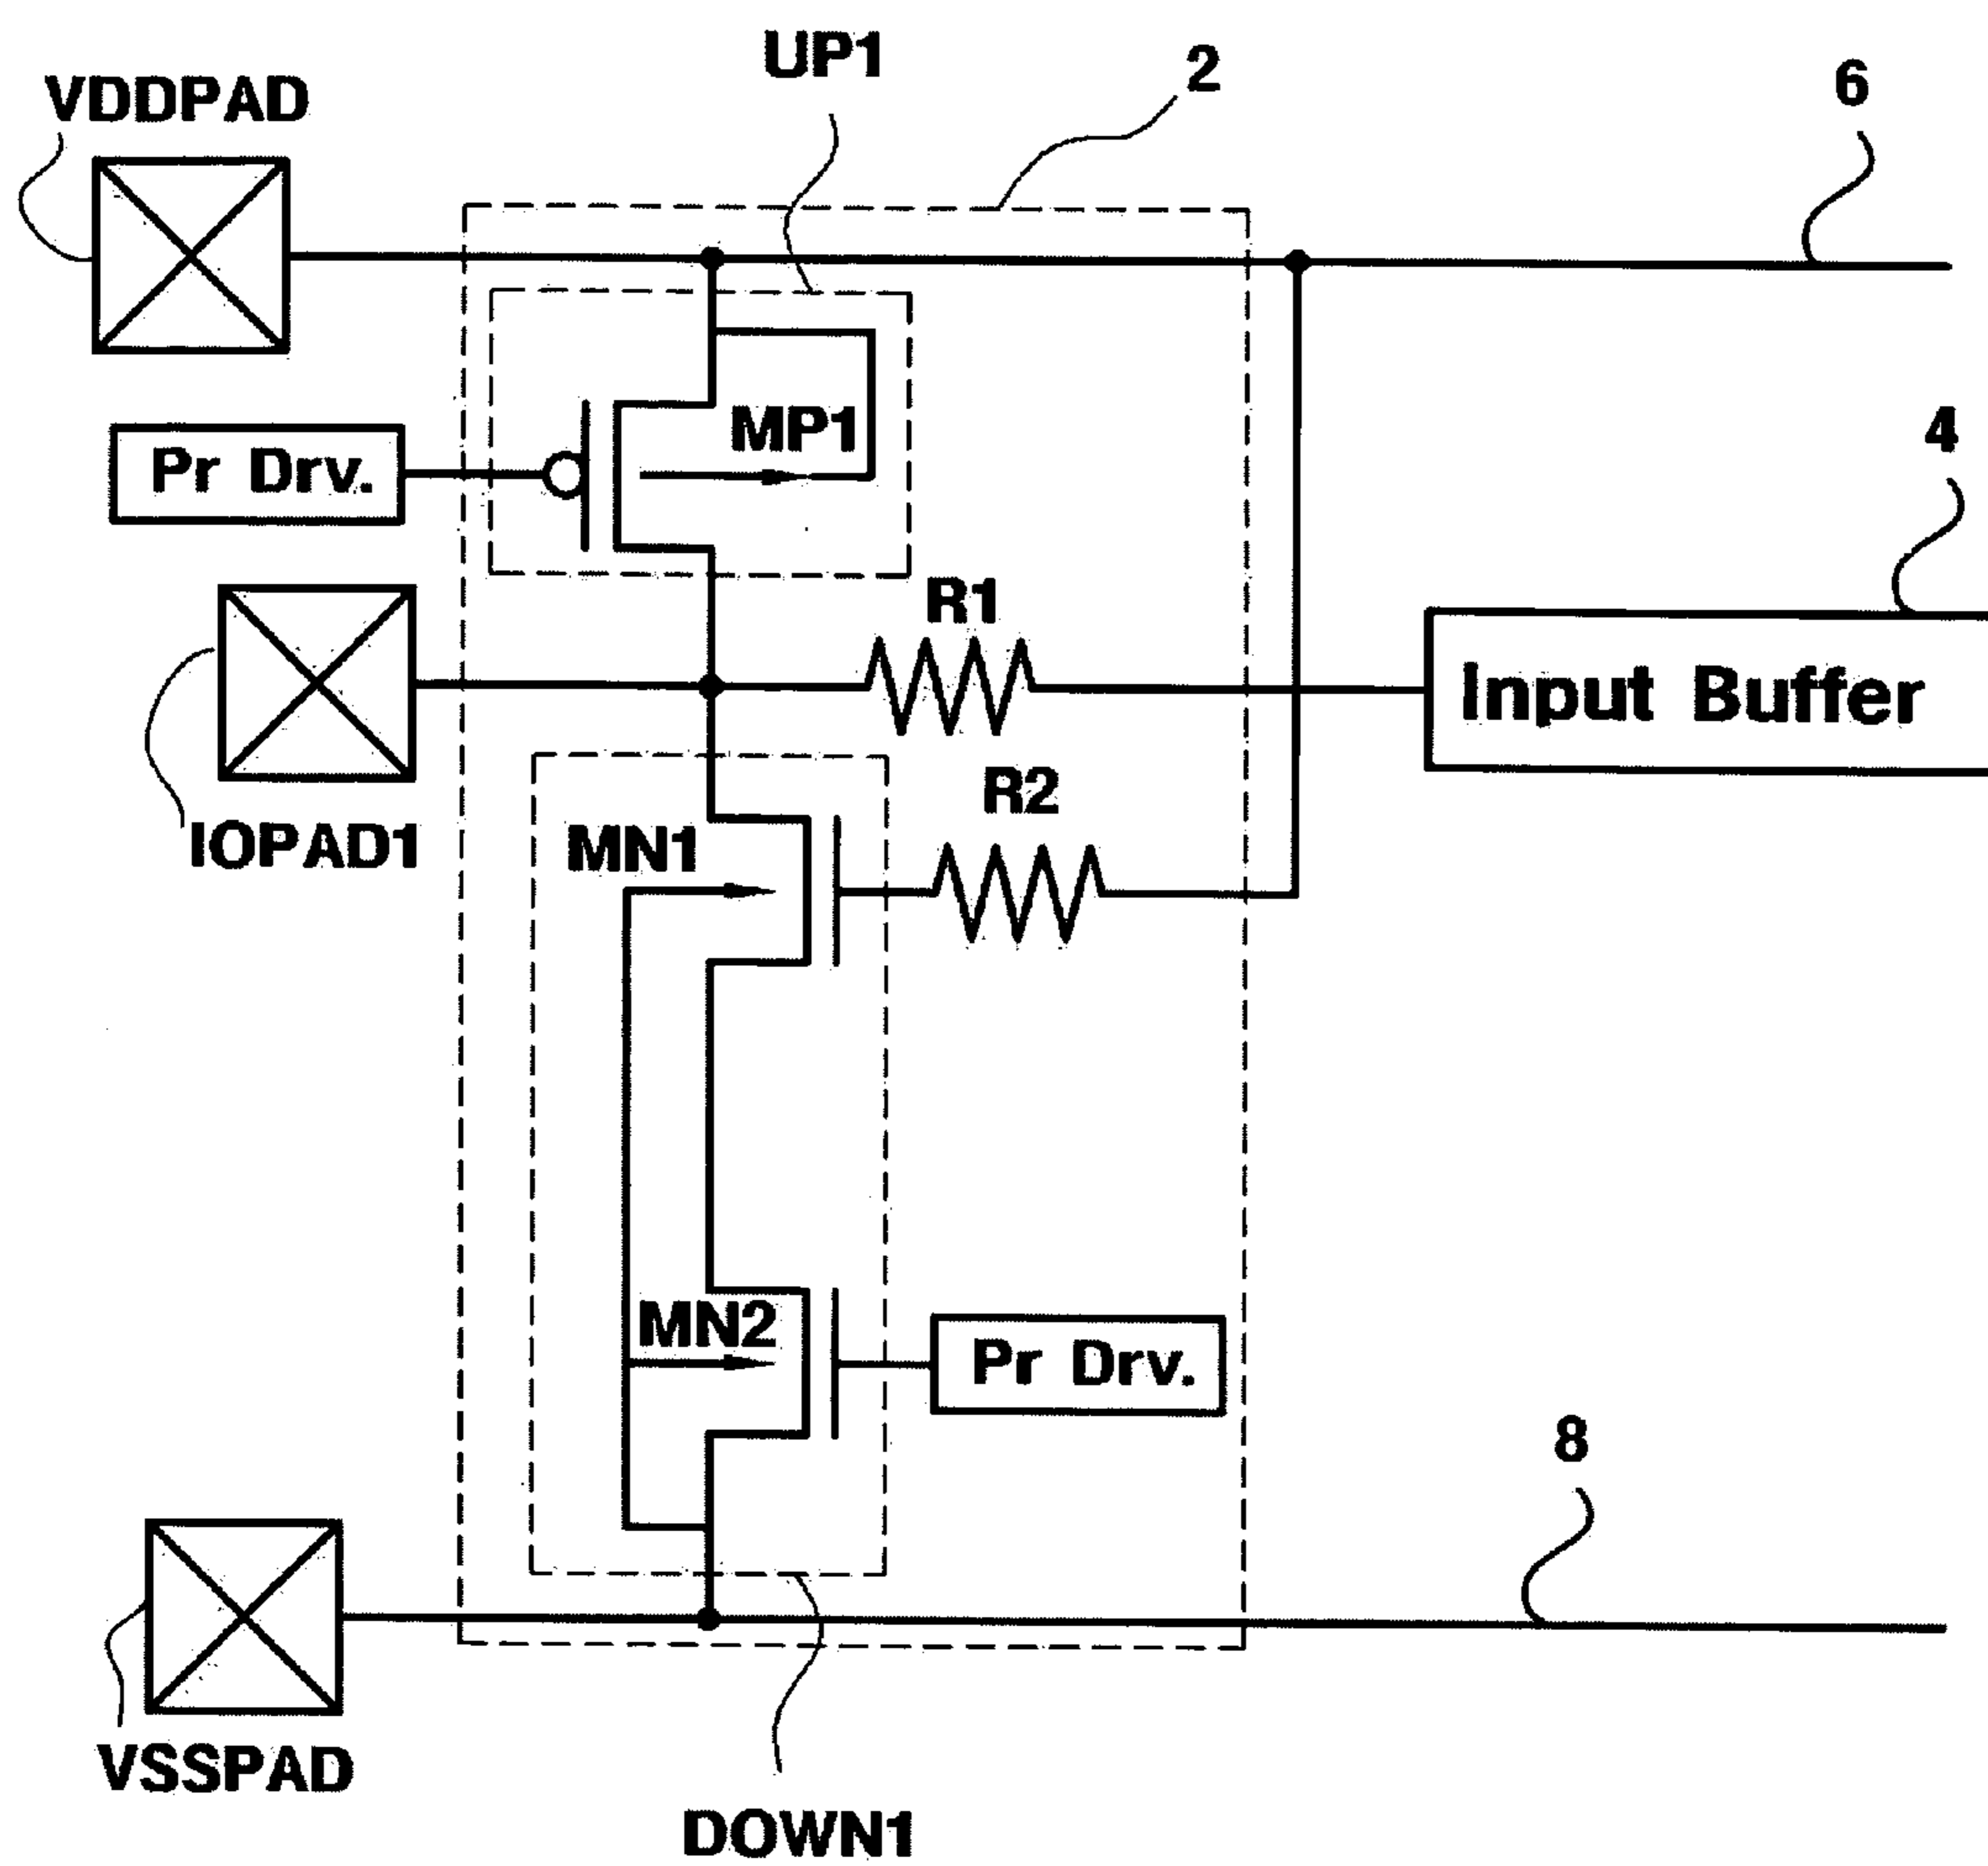 UP1
2
6
VDDPAD
MP1
4
Pr Drv.
R1
Input Buffer
R2
IOPAD1
MN1
MN2
Pr Drv.
8
VSSPAD
DOWN1